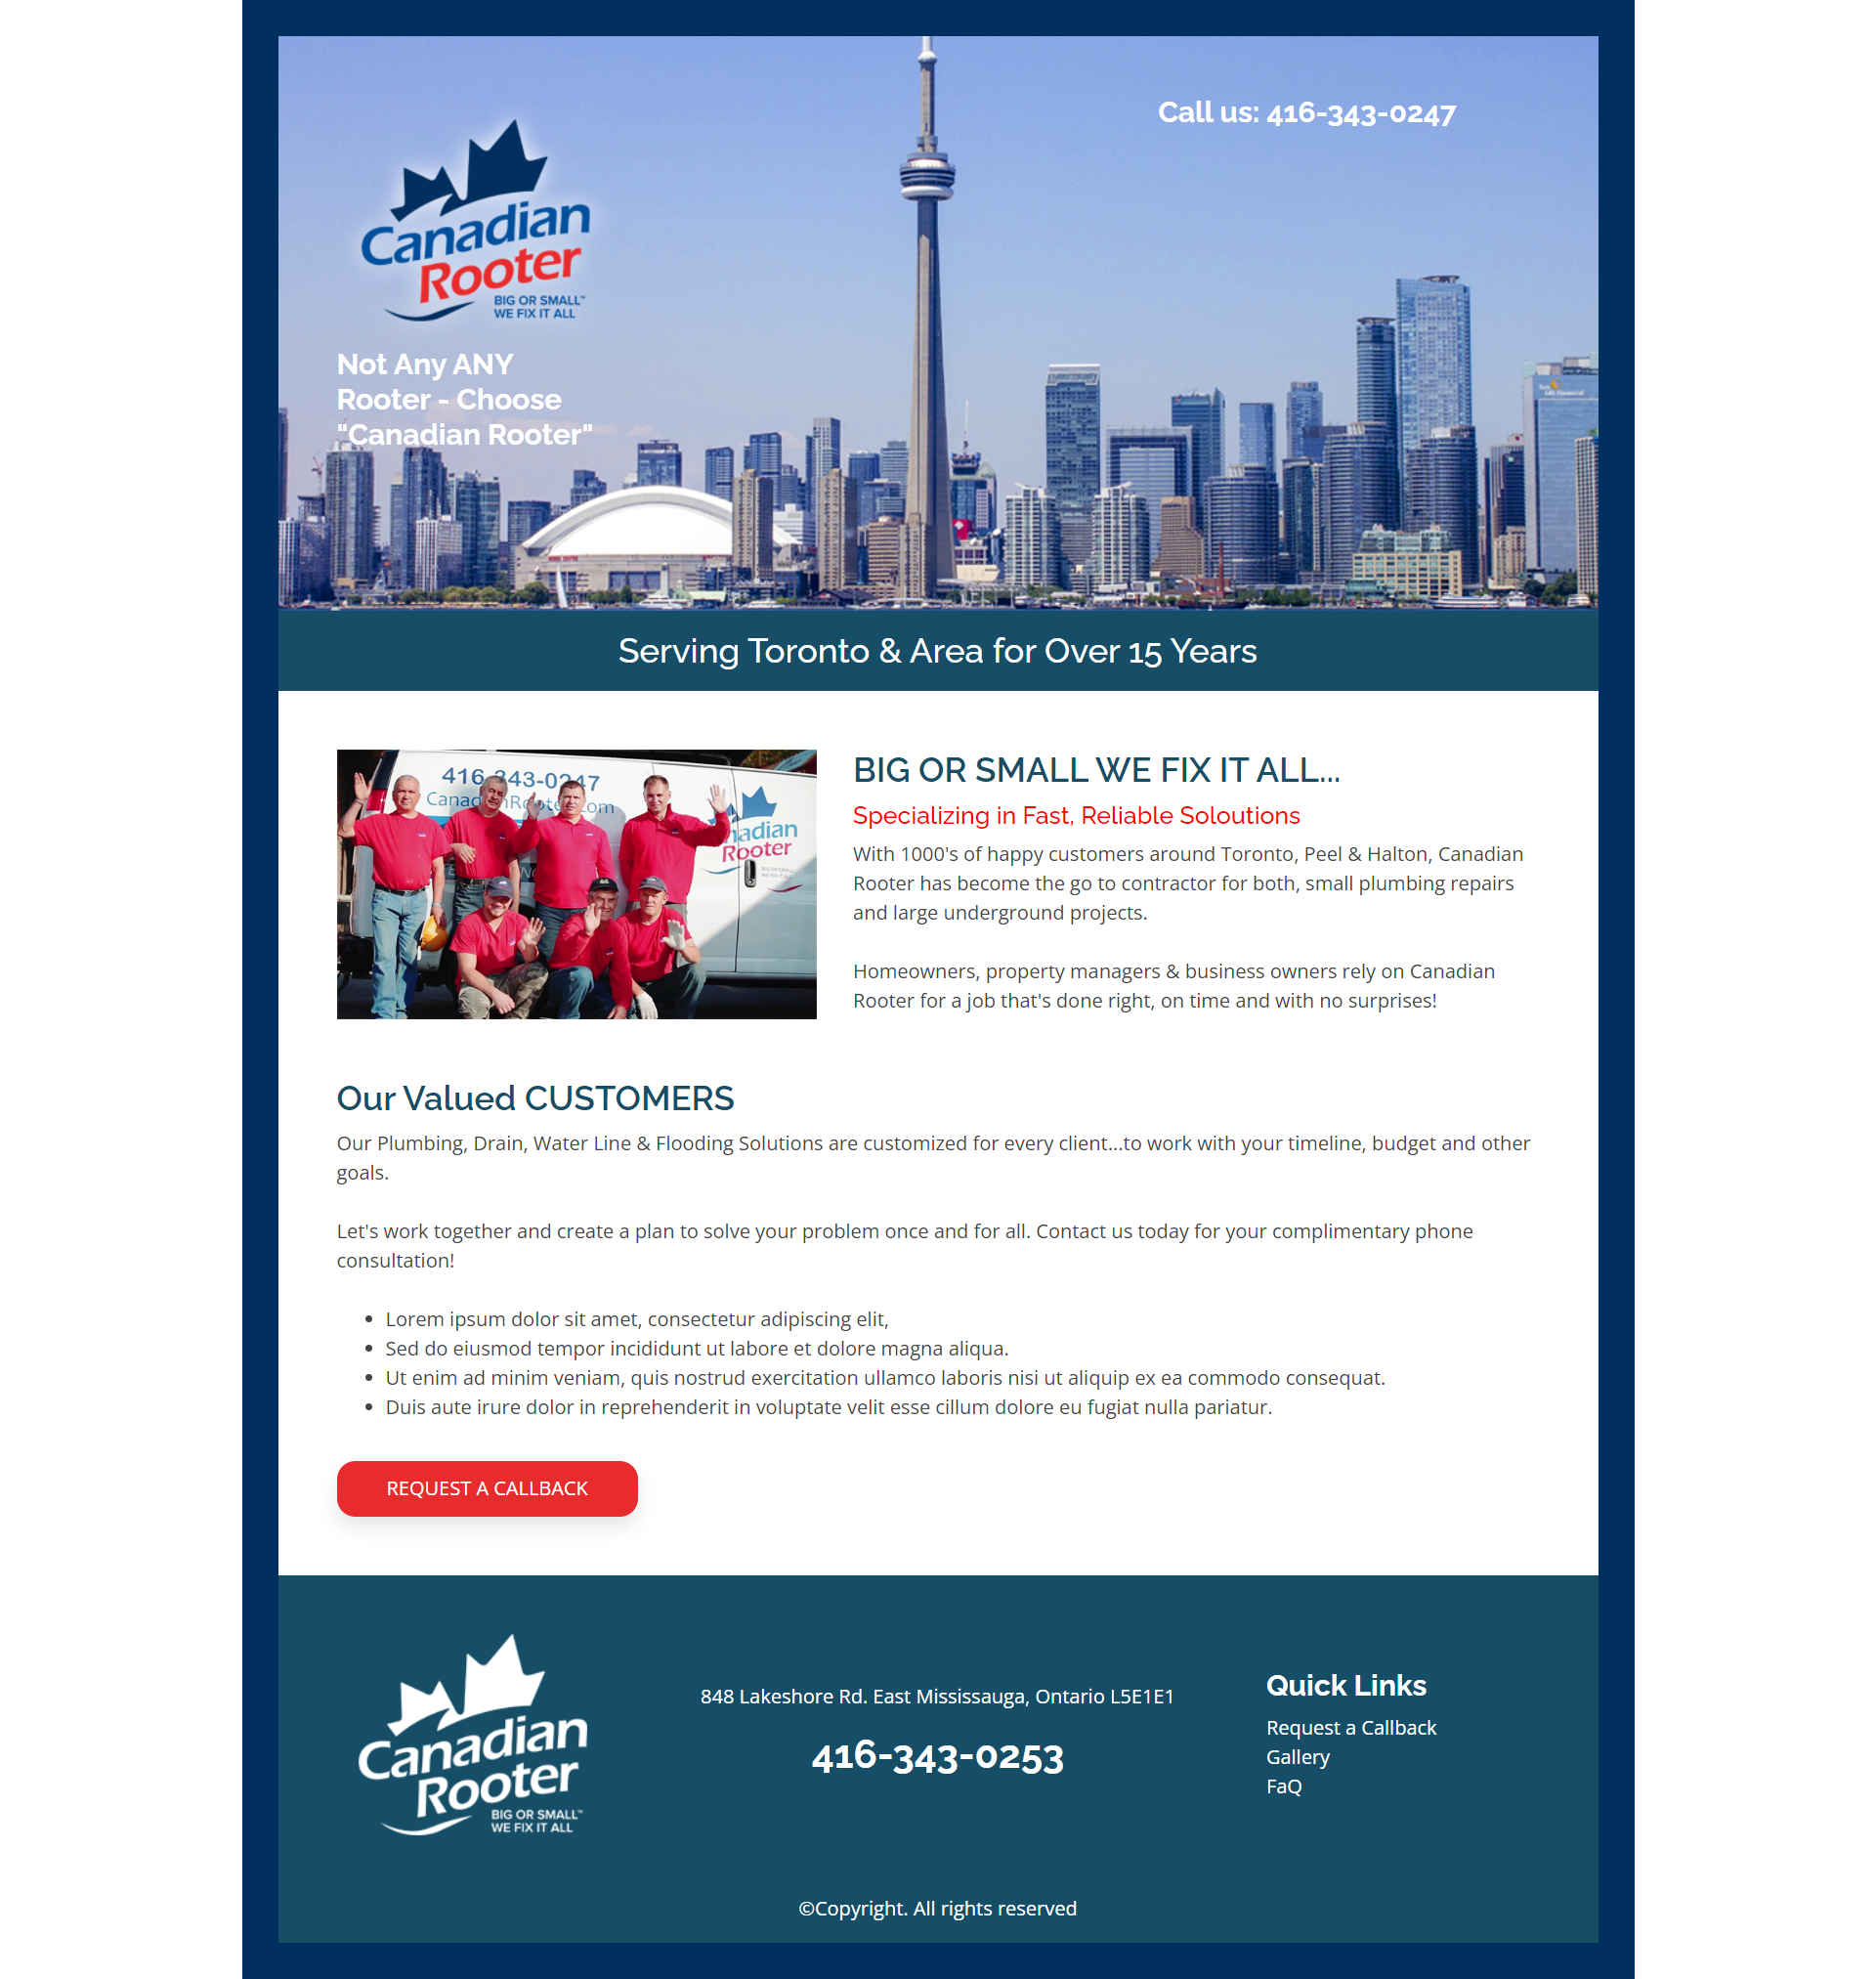 Call us: 416-343-0247
Canadian
Rooter
BIG OR SMALL™
WE FIX IT ALL
Not Any ANY
Rooter - Choose
"Canadian Rooter"
Serving Toronto & Area for Over 15 Years
416-343-0247
Rooter
BIG OR SMALL WE FIX IT ALL...
Specializing in Fast, Reliable Soloutions
With 1000's of happy customers around Toronto, Peel & Halton, Canadian
Rooter has become the go to contractor for both, small plumbing repairs
and large underground projects.
Homeowners, property managers & business owners rely on Canadian
Rooter for a job that's done right, on time and with no surprises!
Our Valued CUSTOMERS
Our Plumbing, Drain, Water Line & Flooding Solutions are customized for every client...to work with your timeline, budget and other
goals.
Let's work together and create a plan to solve your problem once and for all. Contact us today for your complimentary phone
consultation!
• Lorem ipsum dolor sit amet, consectetur adipiscing elit,
• Sed do eiusmod tempor incididunt ut labore et dolore magna aliqua.
• Ut enim ad minim veniam, quis nostrud exercitation ullamco laboris nisi ut aliquip ex ea commodo consequat.
• Duis aute irure dolor in reprehenderit in voluptate velit esse cillum dolore eu fugiat nulla pariatur.
REQUEST A CALLBACK
Canadian
Rooter
BIG OR SMALL™
WE FIX IT ALL
848 Lakeshore Rd. East Mississauga, Ontario L5E1E1
416-343-0253
Quick Links
Request a Callback
Gallery
FaQ
©Copyright. All rights reserved